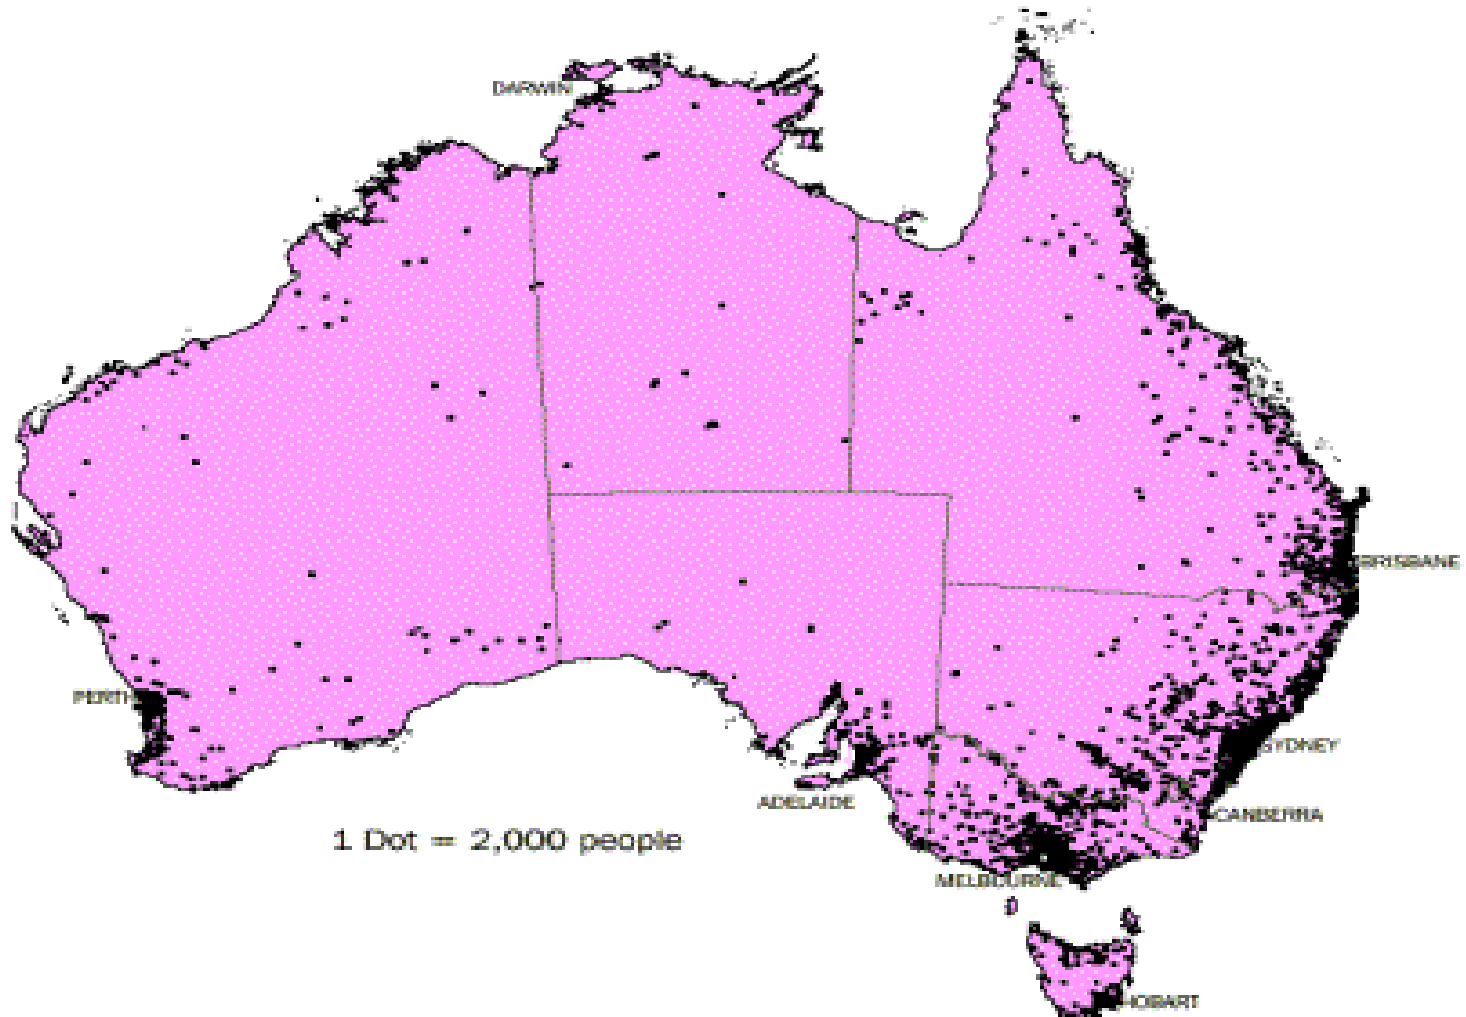 DARWIN
BRISBANE
PERTH
SYDNEY
ADELAIDE
CANBERRA
1 Dot = 2,000 people
MELBOURNE
HOBART